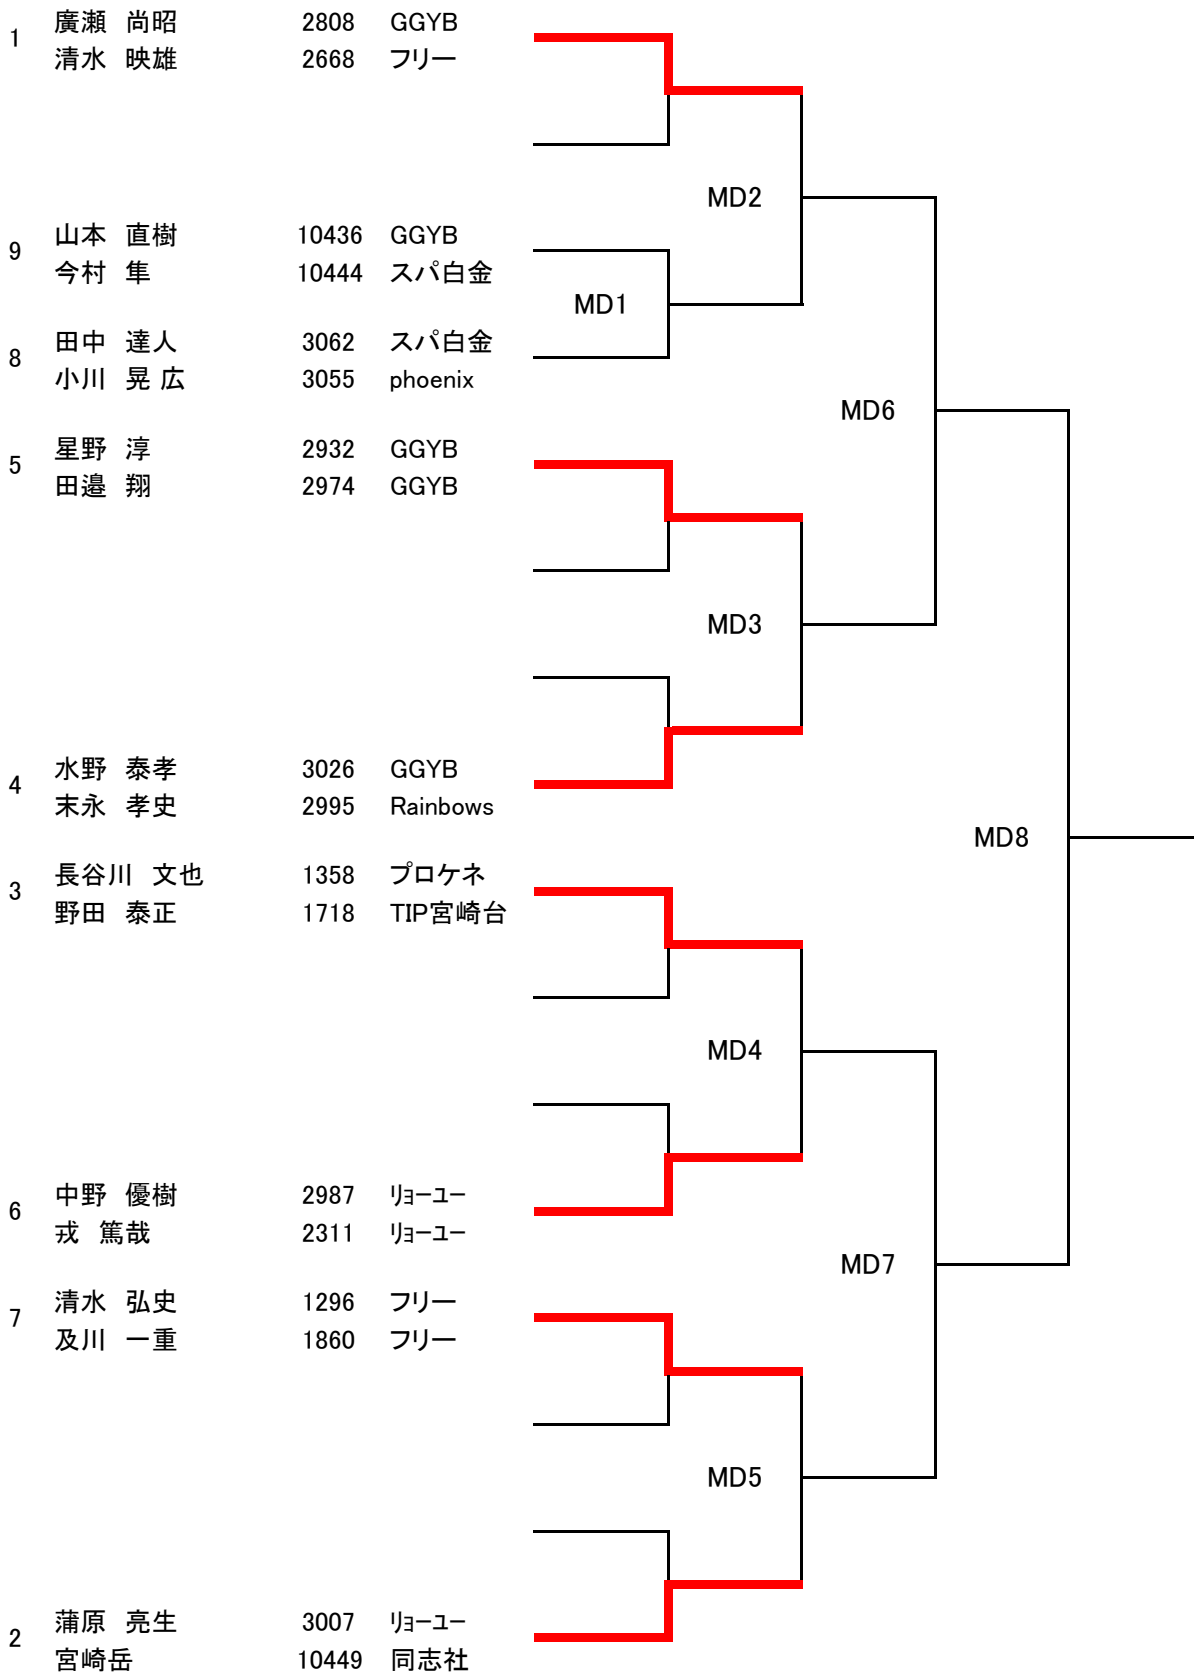 1 廣瀬 尚昭 2808 GGYB
清水 映雄 2668 フリー
MD2
9 山本 直樹 10436 GGYB
今村 隼 10444 スパ白金
MD1
8 田中 達人 3062 スパ白金
小川 晃 広 3055 phoenix
MD6
5 星野 淳 2932 GGYB
田邉 翔 2974 GGYB
MD3
4 水野 泰孝 3026 GGYB
末永 孝史 2995 Rainbows
MD8
3 長谷川 文也 1358 プロケネ
野田 泰正 1718 TIP宮崎台
MD4
6 中野 優樹 2987 ﾘｮｰﾕｰ
戎 篤哉 2311 ﾘｮｰﾕｰ
MD7
7 清水 弘史 1296 フリー
及川 一重 1860 フリー
MD5
2 蒲原 亮生 3007 ﾘｮｰﾕｰ
宮崎岳 10449 同志社